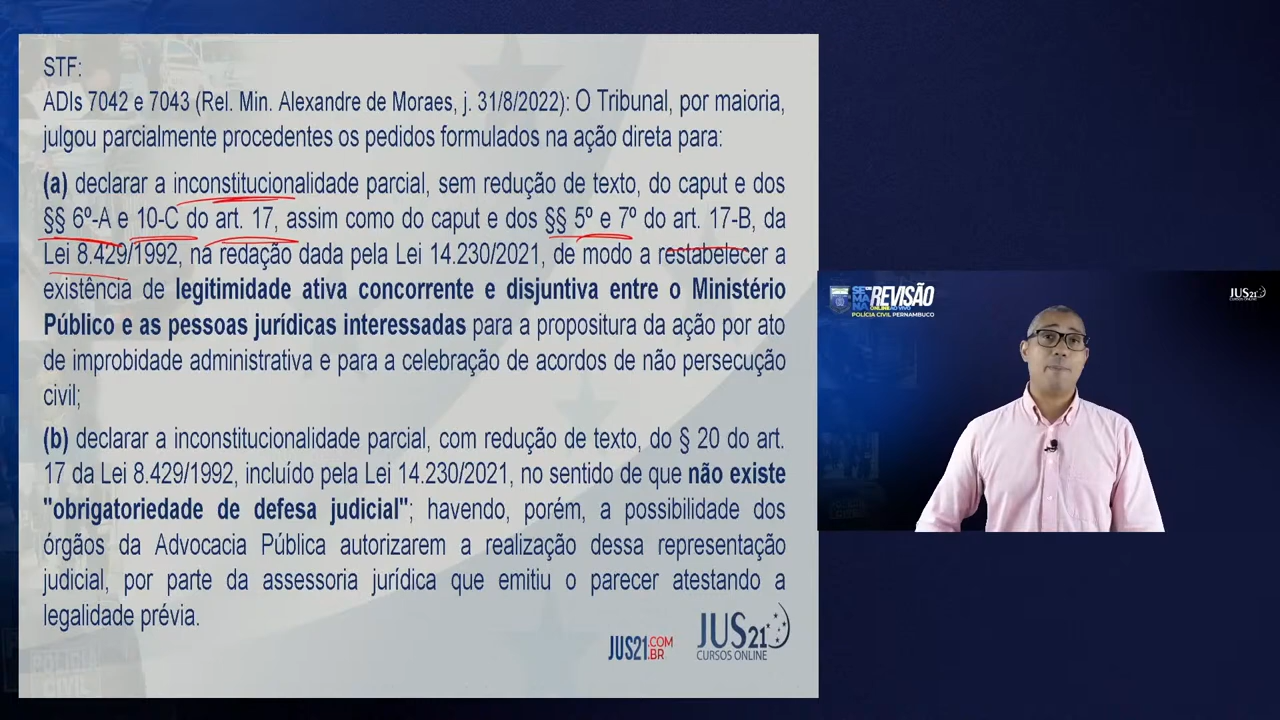 STF:
ADIs 7042 e 7043 (Rel. Min. Alexandre de Moraes, j. 31/8/2022): O Tribunal, por maioria,
julgou parcialmente procedentes os pedidos formulados na ação direta para:
(a) declarar a inconstitucionalidade parcial, sem redução de texto, do caput e dos
§§ 6º-A e 10-C do art. 17, assim como do caput e dos §§ 5º e 7º do art. 17-B, da
Lei 8.429/1992, na redação dada pela Lei 14.230/2021, de modo a restabelecer a
existência de legitimidade ativa concorrente e disjuntiva entre o Ministério
Público e as pessoas jurídicas interessadas para a propositura da ação por ato
de improbidade administrativa e para a celebração de acordos de não persecução
civil;
(b) declarar a inconstitucionalidade parcial, com redução de texto, do § 20 do art.
17 da Lei 8.429/1992, incluído pela Lei 14.230/2021, no sentido de que não existe
"obrigatoriedade de defesa judicial"; havendo, porém, a possibilidade dos
órgãos da Advocacia Pública autorizarem a realização dessa representação
judicial, por parte da assessoria jurídica que emitiu o parecer atestando a
legalidade prévia.
JUS21.COM.BR
JUS21
CURSOS ONLINE
SEMANA REVISÃO
ONLINE AO VIVO
POLÍCIA CIVIL PERNAMBUCO
JUS21
CURSOS ONLINE